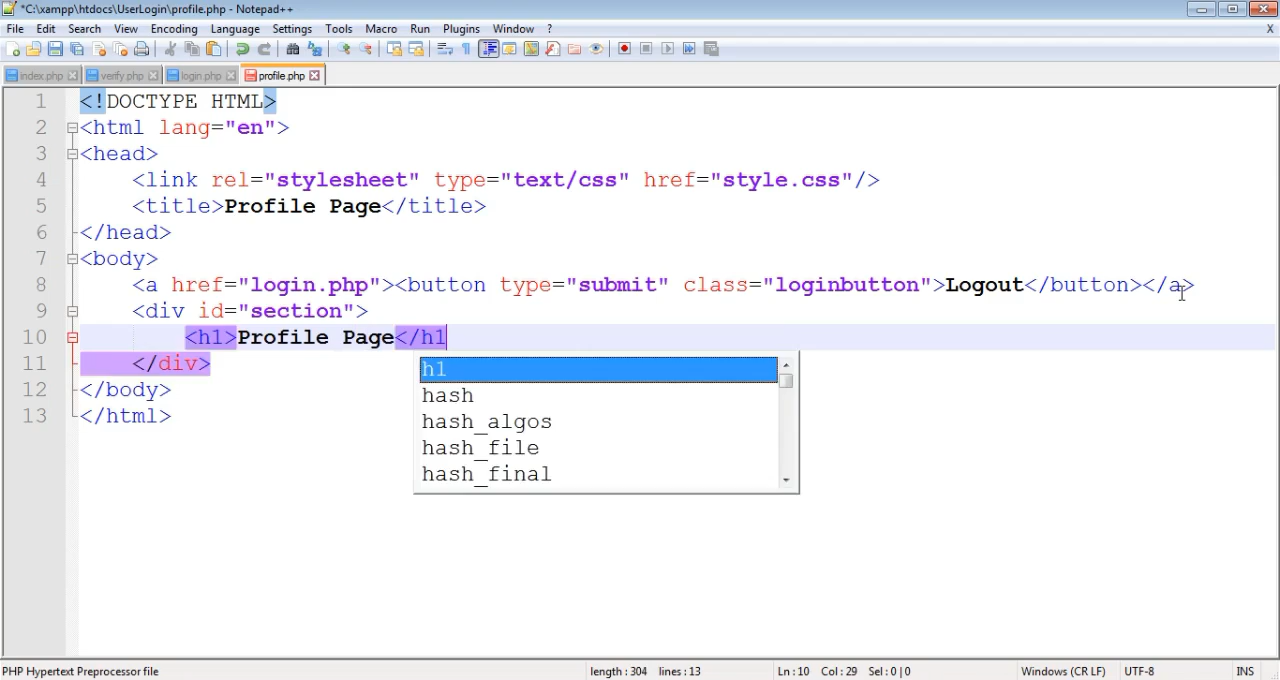 *C:\xampp\htdocs\UserLogin\profile.php - Notepad++
File Edit Search View Encoding Language Settings Tools Macro Run Plugins Window ? X
index.php verify.php login.php profile.php
1 <!DOCTYPE HTML>
2 <html lang="en">
3 <head>
4 <link rel="stylesheet" type="text/css" href="style.css"/>
5 <title>Profile Page</title>
6 </head>
7 <body>
8 <a href="login.php"><button type="submit" class="loginbutton">Logout</button></a>
9 <div id="section">
10 <h1>Profile Page</h1
11 </div>
12 </body>
13 </html>
h1
hash
hash_algos
hash_file
hash_final
PHP Hypertext Preprocessor file length : 304 lines : 13 Ln : 10 Col : 29 Sel : 0 | 0 Windows (CR LF) UTF-8 INS